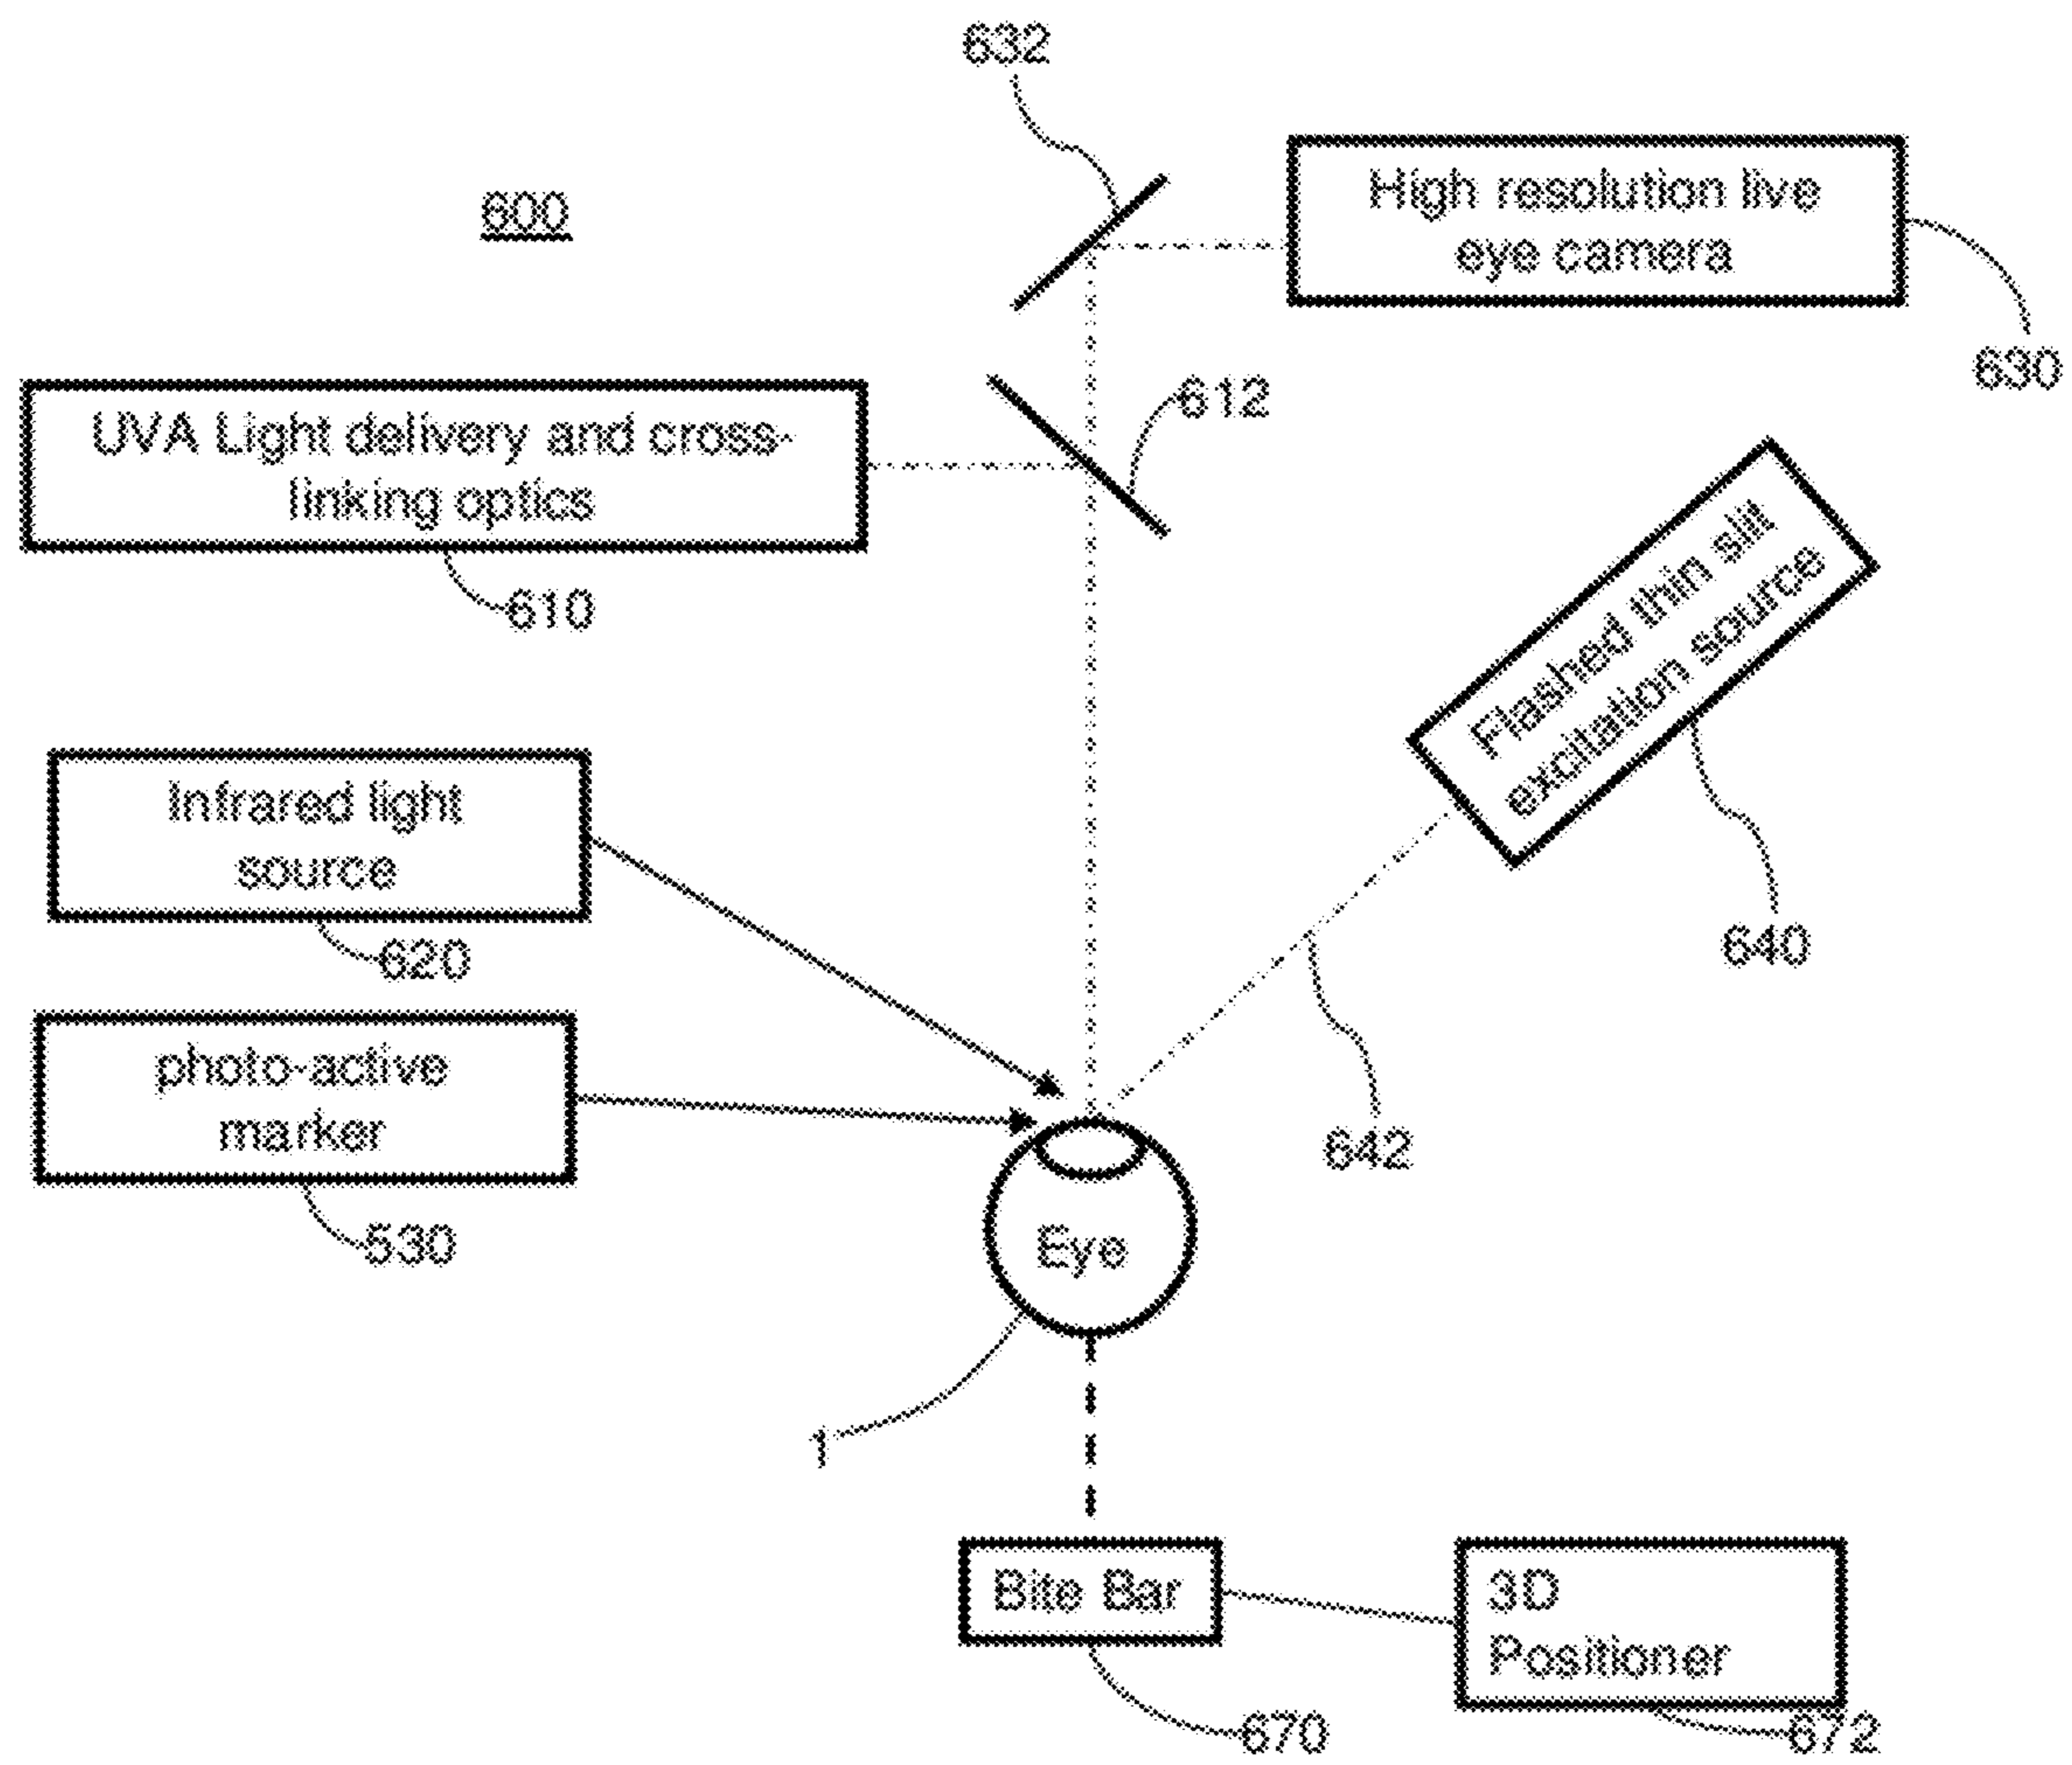 632
600
High resolution live
eye camera
630
612
UVA Light delivery and cross-
linking optics
610
Flashed thin slit
excitation source
640
Infrared light
source
620
photo-active
marker
530
642
Eye
1
Bite Bar
670
3D
Positioner
672